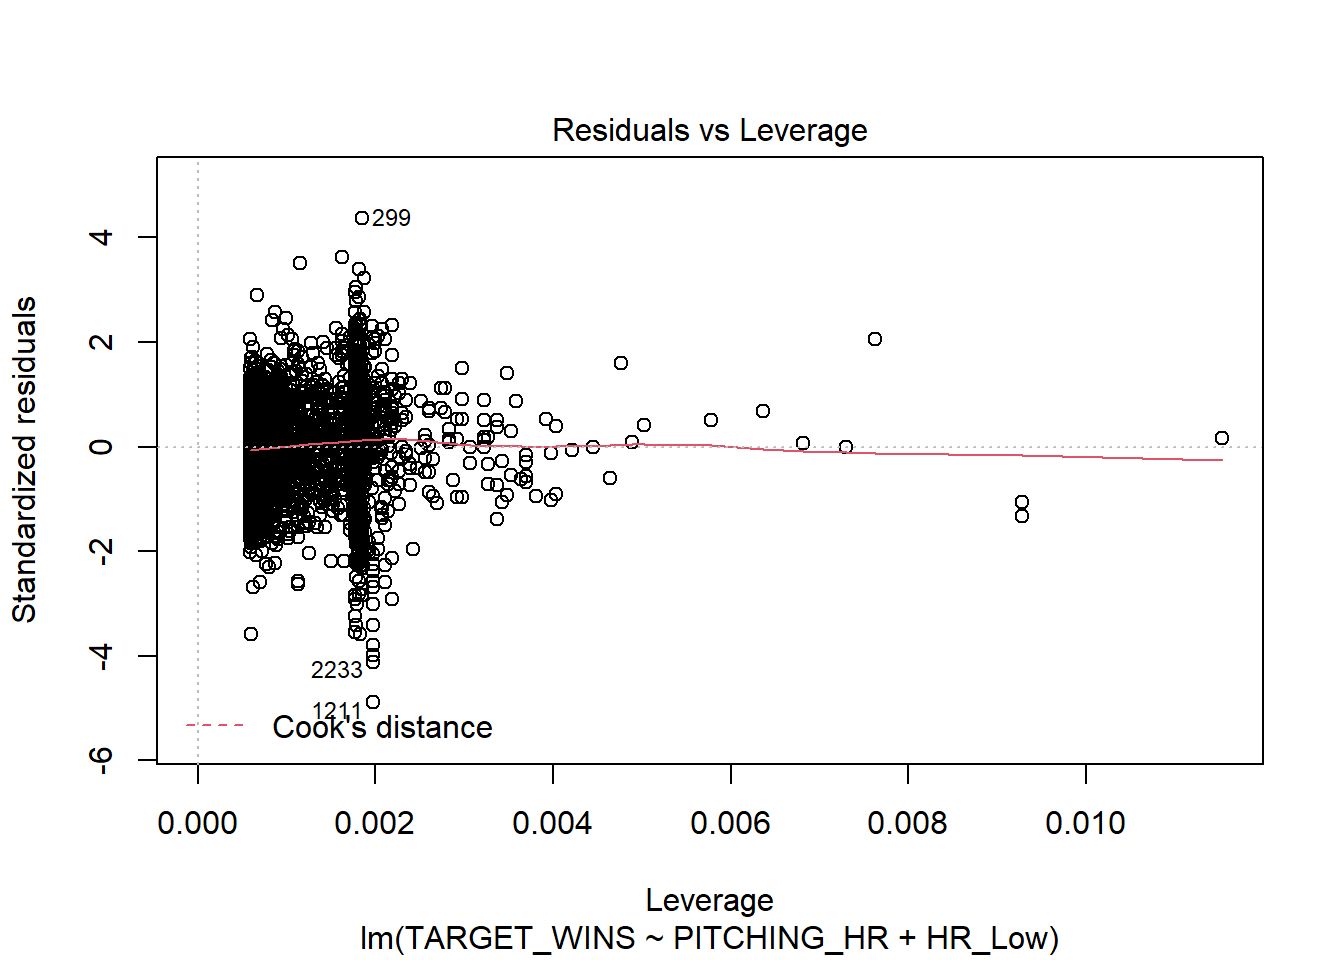 Residuals vs Leverage
Standardized residuals
4
2
0
-2
-4
-6
299
2233
1211
Cook's distance
0.000 0.002 0.004 0.006 0.008 0.010
Leverage
lm(TARGET_WINS ~ PITCHING_HR + HR_Low)